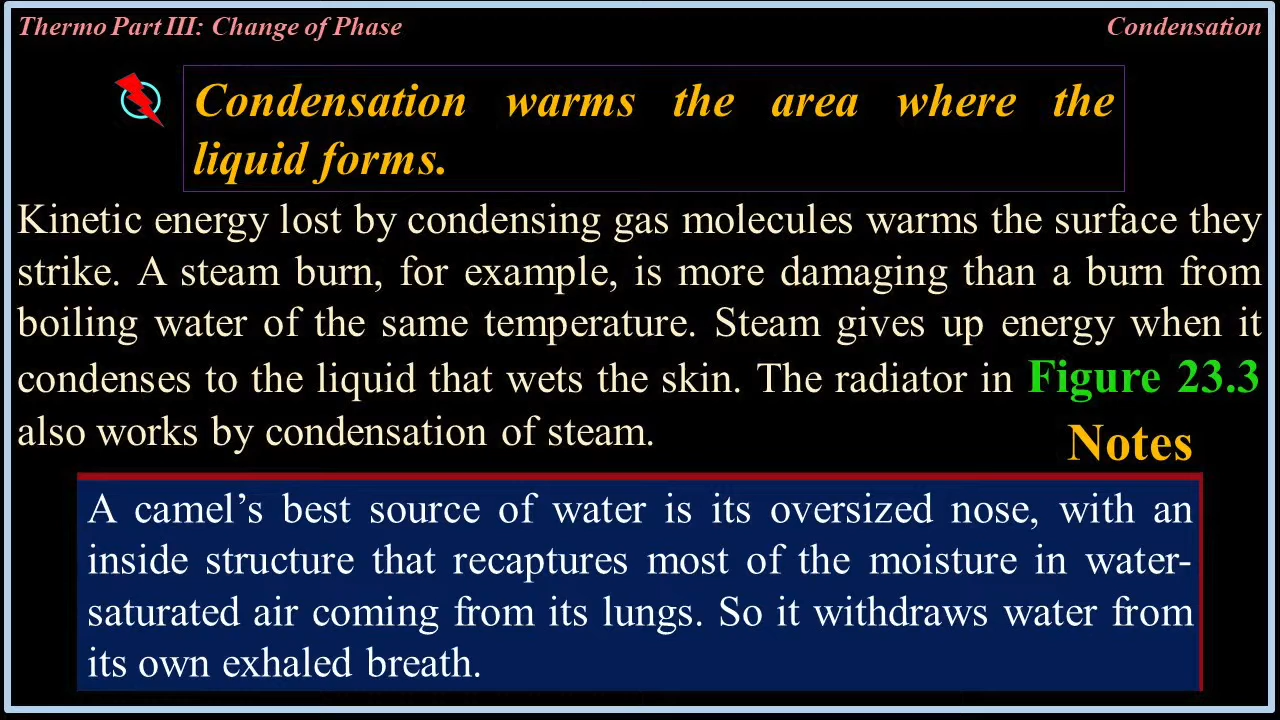 Thermo Part III: Change of Phase
Condensation
Condensation warms the area where the
liquid forms.
Kinetic energy lost by condensing gas molecules warms the surface they
strike. A steam burn, for example, is more damaging than a burn from
boiling water of the same temperature. Steam gives up energy when it
condenses to the liquid that wets the skin. The radiator in Figure 23.3
also works by condensation of steam.
Notes
A camel’s best source of water is its oversized nose, with an
inside structure that recaptures most of the moisture in water-
saturated air coming from its lungs. So it withdraws water from
its own exhaled breath.